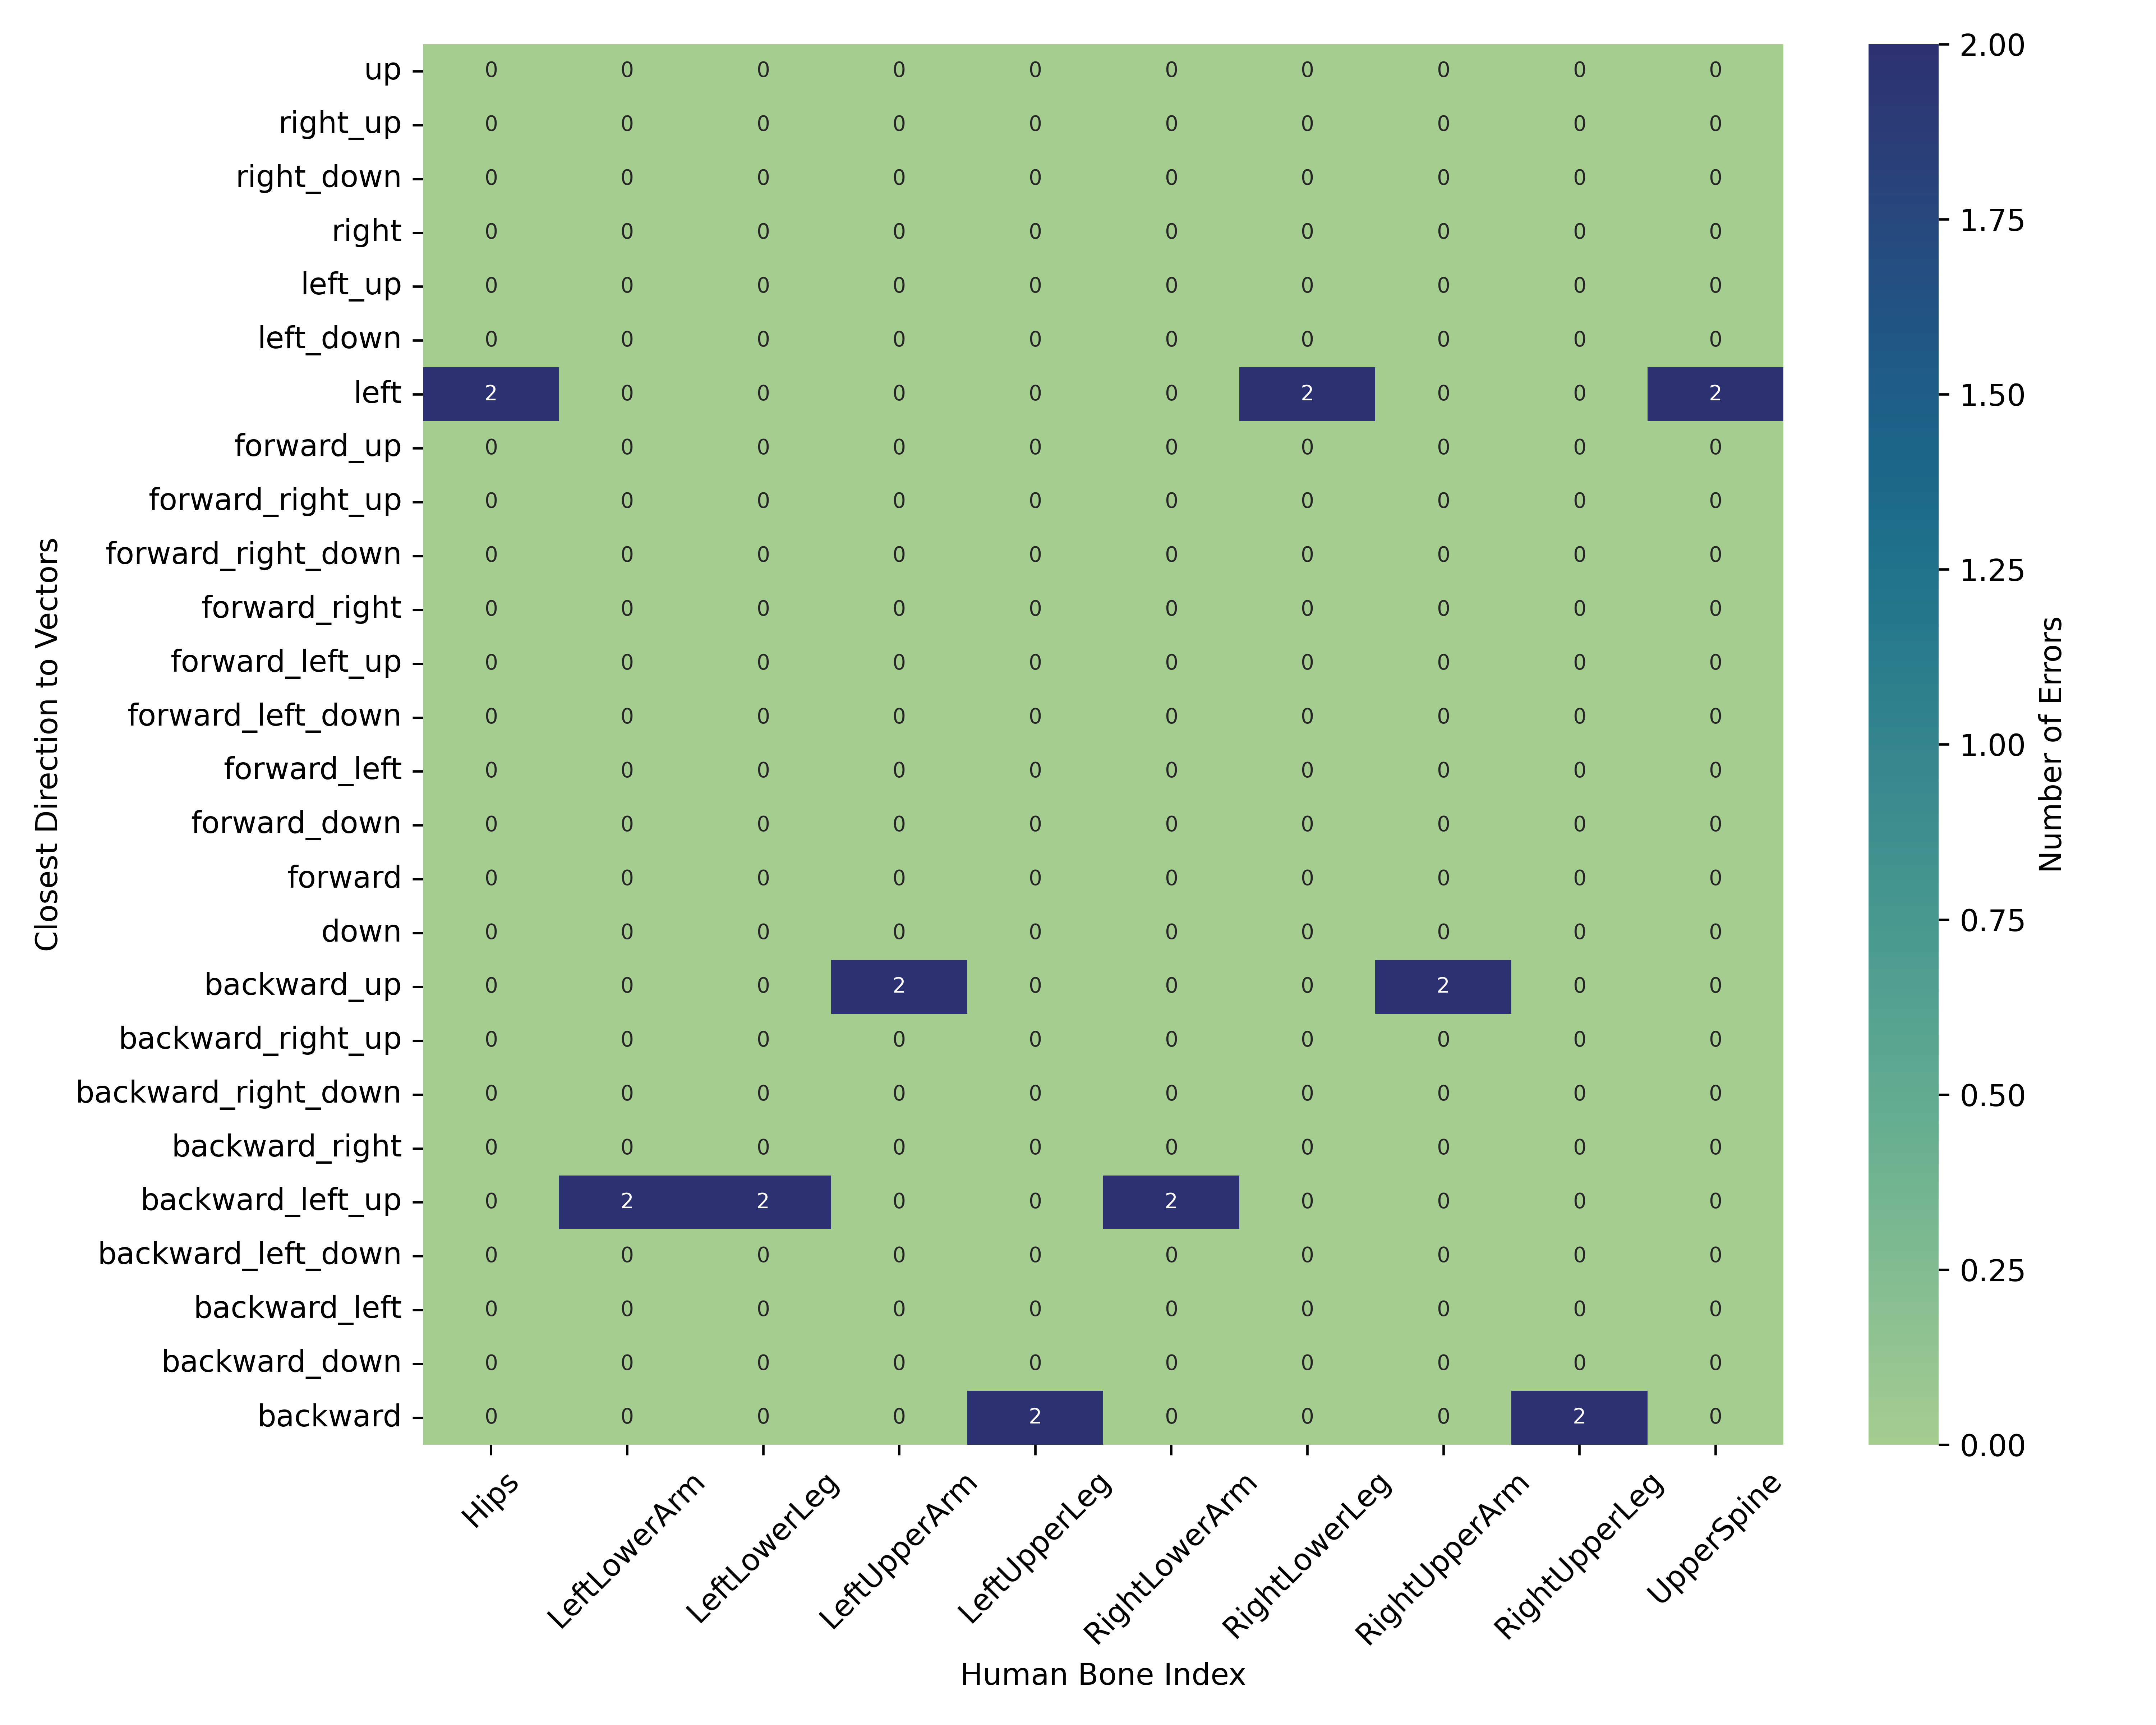 up 0 0 0 0 0 0 0 0 0 0
right_up 0 0 0 0 0 0 0 0 0 0
right_down 0 0 0 0 0 0 0 0 0 0
right 0 0 0 0 0 0 0 0 0 0
left_up 0 0 0 0 0 0 0 0 0 0
left_down 0 0 0 0 0 0 0 0 0 0
left 2 0 0 0 0 0 2 0 0 2
forward_up 0 0 0 0 0 0 0 0 0 0
forward_right_up 0 0 0 0 0 0 0 0 0 0
forward_right_down 0 0 0 0 0 0 0 0 0 0
forward_right 0 0 0 0 0 0 0 0 0 0
forward_left_up 0 0 0 0 0 0 0 0 0 0
forward_left_down 0 0 0 0 0 0 0 0 0 0
forward_left 0 0 0 0 0 0 0 0 0 0
forward_down 0 0 0 0 0 0 0 0 0 0
forward 0 0 0 0 0 0 0 0 0 0
down 0 0 0 0 0 0 0 0 0 0
backward_up 0 0 0 2 0 0 0 2 0 0
backward_right_up 0 0 0 0 0 0 0 0 0 0
backward_right_down 0 0 0 0 0 0 0 0 0 0
backward_right 0 0 0 0 0 0 0 0 0 0
backward_left_up 0 2 2 0 0 2 0 0 0 0
backward_left_down 0 0 0 0 0 0 0 0 0 0
backward_left 0 0 0 0 0 0 0 0 0 0
backward_down 0 0 0 0 0 0 0 0 0 0
backward 0 0 0 0 2 0 0 0 2 0
Closest Direction to Vectors
Hips LeftLowerArm LeftLowerLeg LeftUpperArm LeftUpperLeg RightLowerArm RightLowerLeg RightUpperArm RightUpperLeg UpperSpine
Human Bone Index
2.00
1.75
1.50
1.25
1.00
0.75
0.50
0.25
0.00
Number of Errors